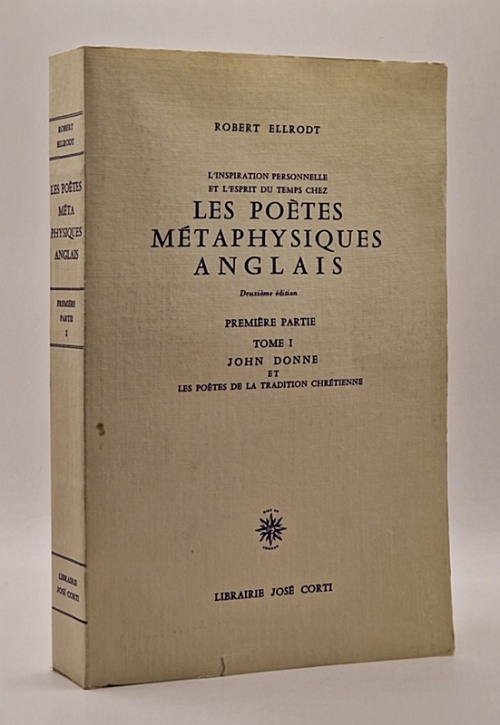 ROBERT
ELLRODT
LES POÈTES
MÉTA
PHYSIQUES
ANGLAIS
PREMIÈRE
PARTIE
I
LIBRAIRIE
JOSÉ CORTI
ROBERT ELLRODT
L'INSPIRATION PERSONNELLE
ET L'ESPRIT DU TEMPS CHEZ
LES POÈTES
MÉTAPHYSIQUES
ANGLAIS
Deuxième édition
PREMIÈRE PARTIE
TOME I
JOHN DONNE
ET
LES POÈTES DE LA TRADITION CHRÉTIENNE
LIBRAIRIE JOSÉ CORTI